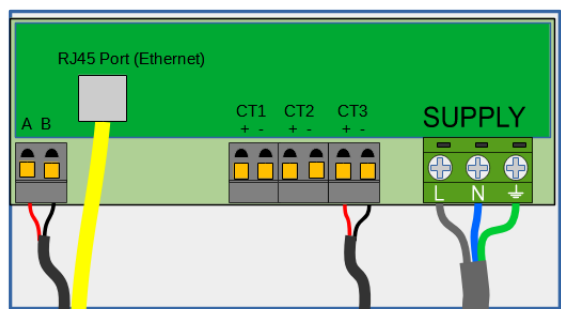 RJ45 Port (Ethernet)
CT1 CT2 CT3
+ - + - + -
A B
SUPPLY
L N